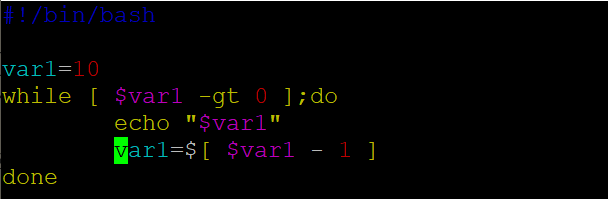 #!/bin/bash

var1=10
while [ $var1 -gt 0 ];do
        echo "$var1"
        var1=$[ $var1 - 1 ]
done